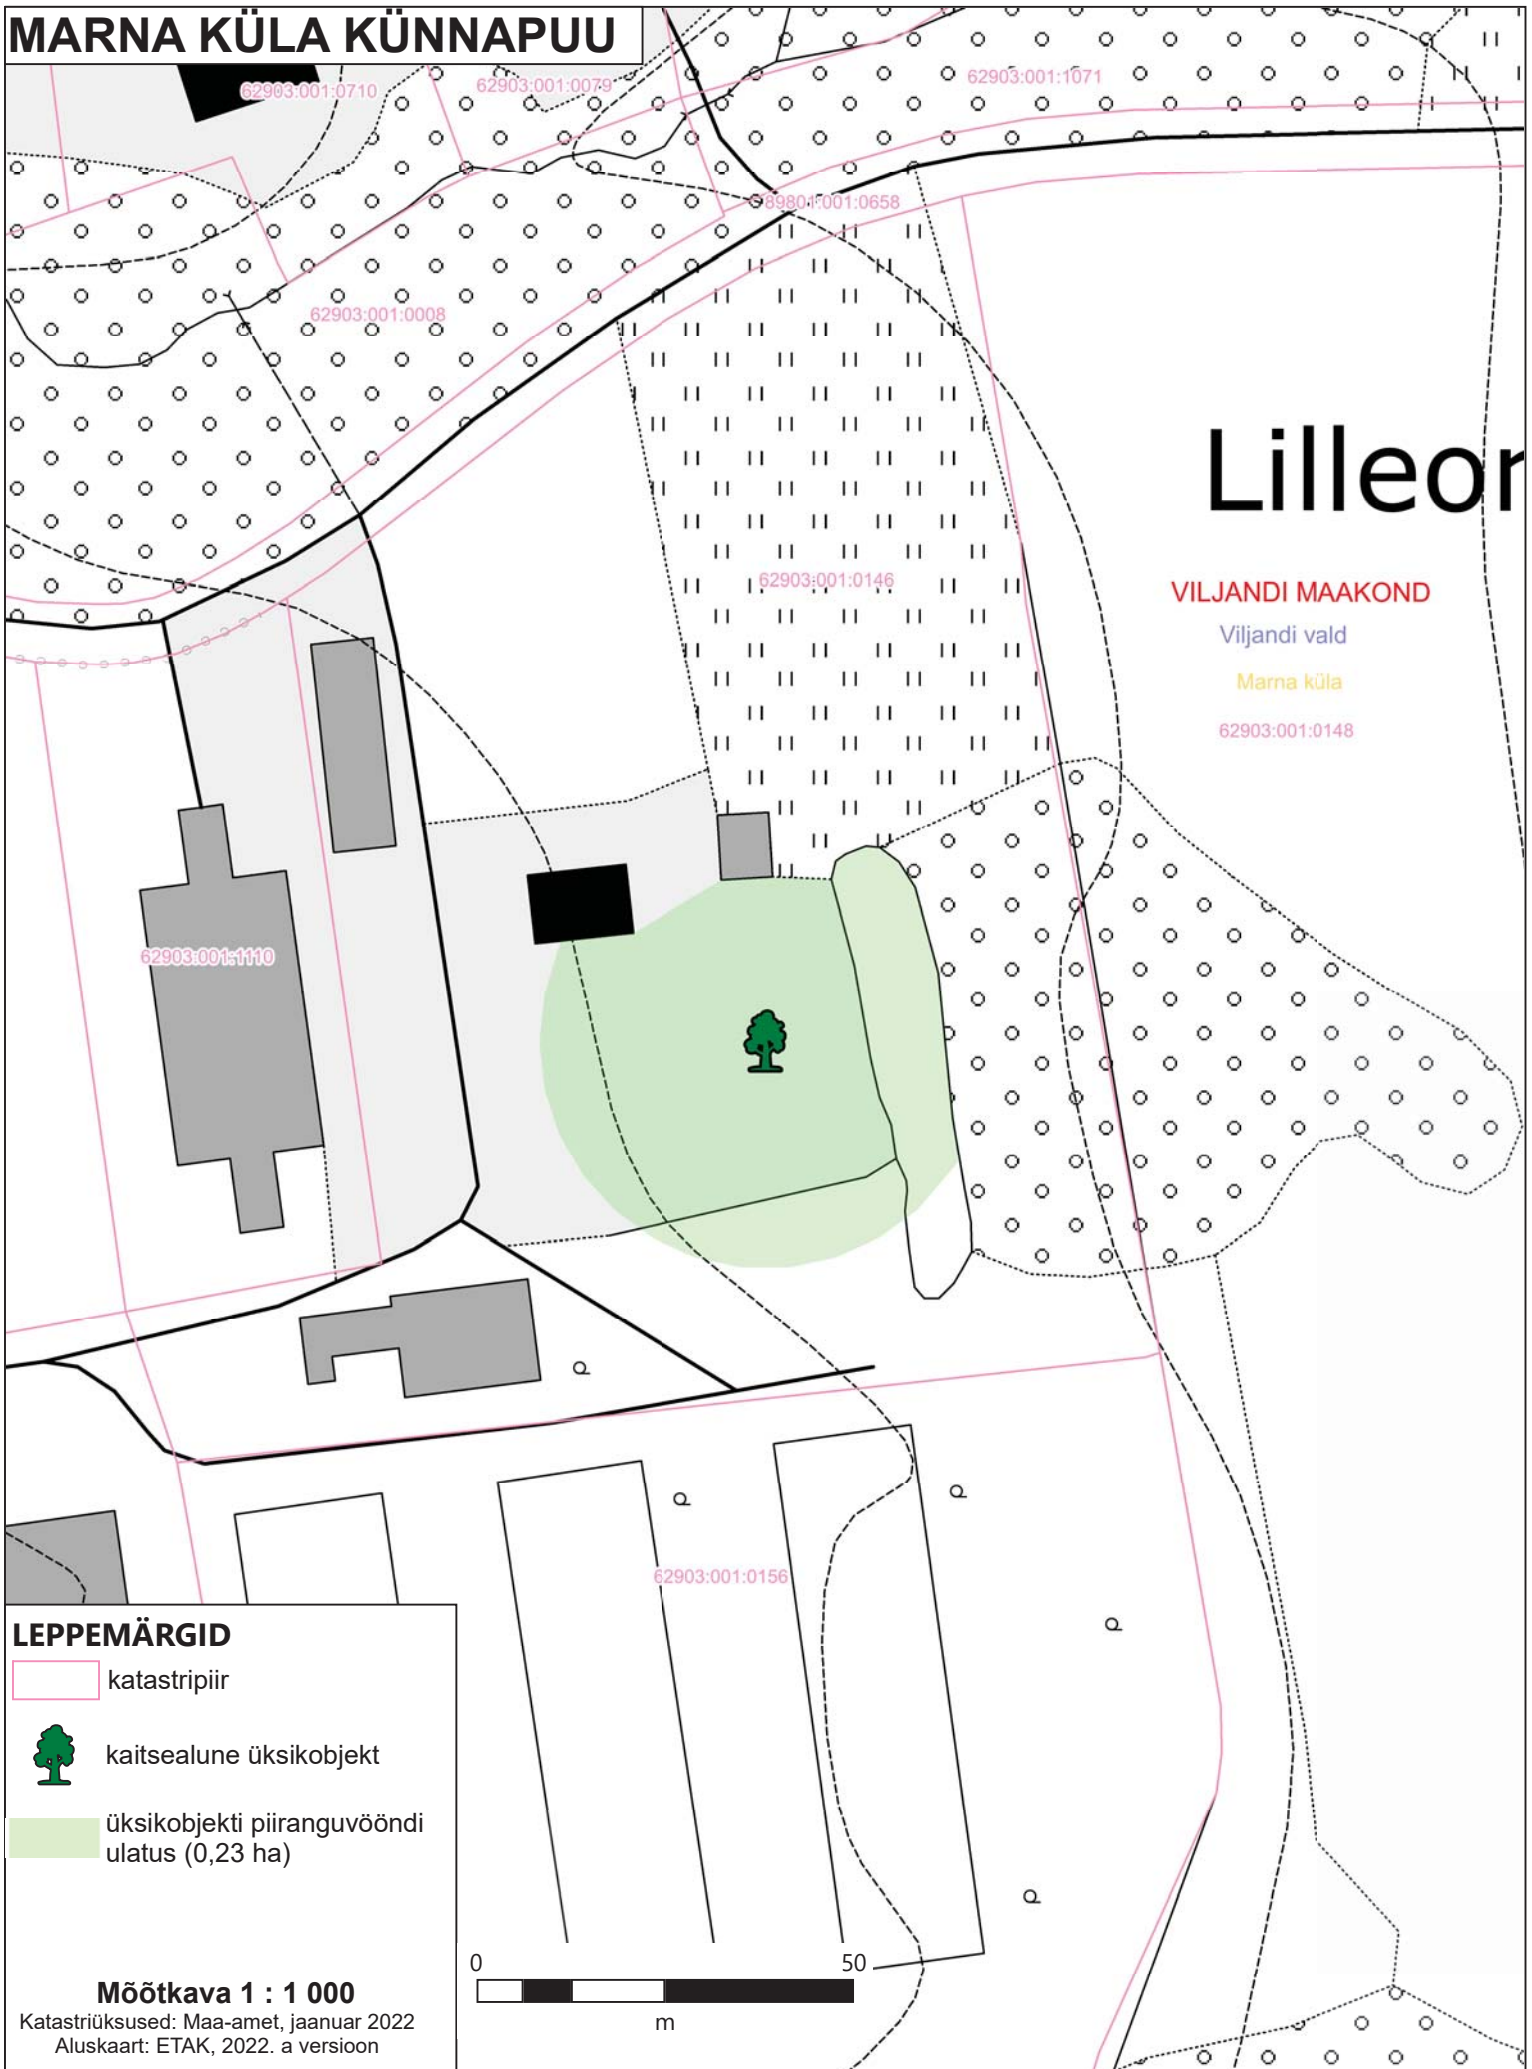 MARNA KÜLA KÜNNAPUU
62903:001:0710
62903:001:0079
62903:001:1071
89801:001:0658
62903:001:0008
Lilleor
62903:001:0146
VILJANDI MAAKOND
Viljandi vald
Marna küla
62903:001:0148
62903:001:1110
62903:001:0156
LEPPEMÄRGID
katastripiir
kaitsealune üksikobjekt
üksikobjekti piiranguvööndi
ulatus (0,23 ha)
Mõõtkava 1 : 1 000
Katastriüksused: Maa-amet, jaanuar 2022
Aluskaart: ETAK, 2022. a versioon
0 50
m